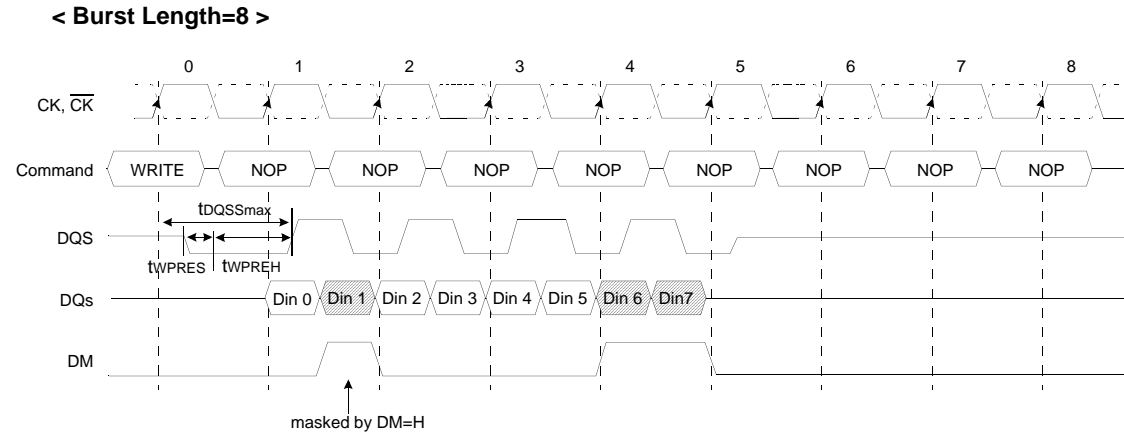 < Burst Length=8 >
0 1 2 3 4 5 6 7 8
CK, CK
Command WRITE NOP NOP NOP NOP NOP NOP NOP NOP
tDQSSmax
DQS
tWPRES tWPREH
DQs Din 0 Din 1 Din 2 Din 3 Din 4 Din 5 Din 6 Din7
DM
masked by DM=H